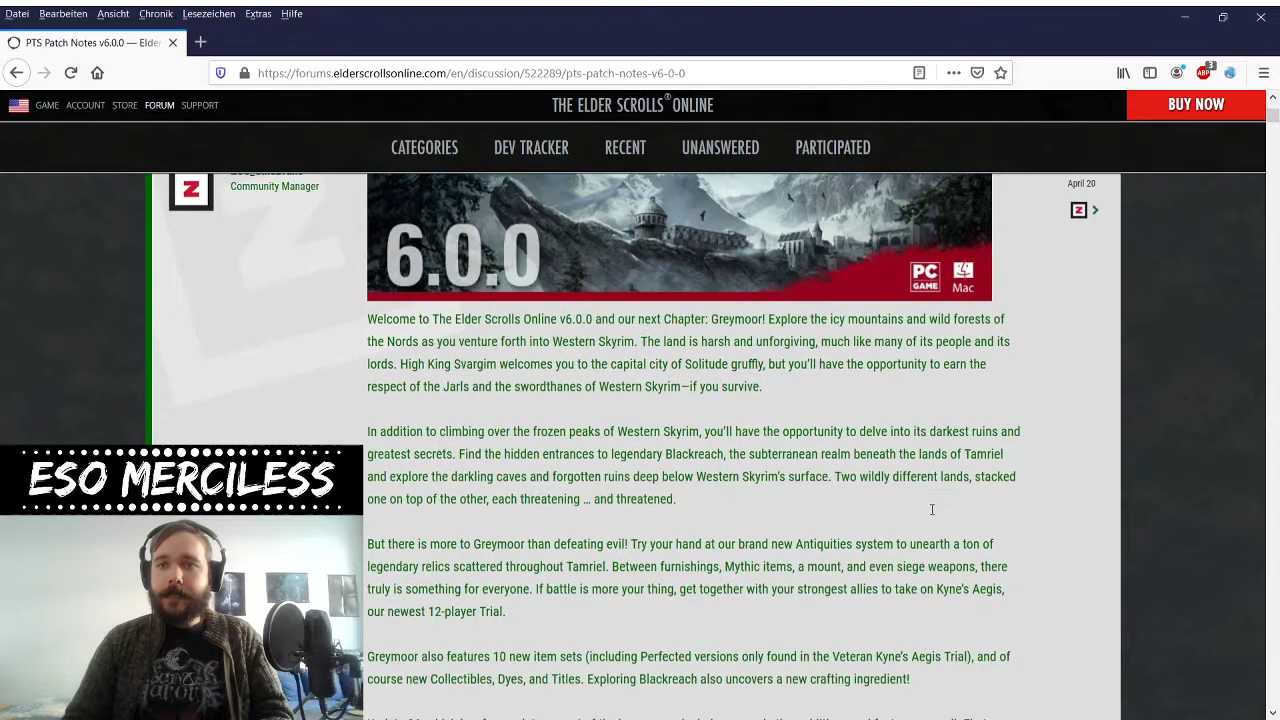 Datei Bearbeiten Ansicht Chronik Lesezeichen Extras Hilfe
PTS Patch Notes v6.0.0 — Elder
https://forums.elderscrollsonline.com/en/discussion/522289/pts-patch-notes-v6-0-0
ABP 3
GAME ACCOUNT STORE FORUM SUPPORT
THE ELDER SCROLLS® ONLINE
BUY NOW
CATEGORIES DEV TRACKER RECENT UNANSWERED PARTICIPATED
Community Manager
April 20
6.0.0
PC GAME Mac
Welcome to The Elder Scrolls Online v6.0.0 and our next Chapter: Greymoor! Explore the icy mountains and wild forests of
the Nords as you venture forth into Western Skyrim. The land is harsh and unforgiving, much like many of its people and its
lords. High King Svargim welcomes you to the capital city of Solitude gruffly, but you'll have the opportunity to earn the
respect of the Jarls and the swordthanes of Western Skyrim—if you survive.
In addition to climbing over the frozen peaks of Western Skyrim, you'll have the opportunity to delve into its darkest ruins and
greatest secrets. Find the hidden entrances to legendary Blackreach, the subterranean realm beneath the lands of Tamriel
and explore the darkling caves and forgotten ruins deep below Western Skyrim's surface. Two wildly different lands, stacked
one on top of the other, each threatening … and threatened.
But there is more to Greymoor than defeating evil! Try your hand at our brand new Antiquities system to unearth a ton of
legendary relics scattered throughout Tamriel. Between furnishings, Mythic items, a mount, and even siege weapons, there
truly is something for everyone. If battle is more your thing, get together with your strongest allies to take on Kyne's Aegis,
our newest 12-player Trial.
Greymoor also features 10 new item sets (including Perfected versions only found in the Veteran Kyne's Aegis Trial), and of
course new Collectibles, Dyes, and Titles. Exploring Blackreach also uncovers a new crafting ingredient!
ESO MERCILESS